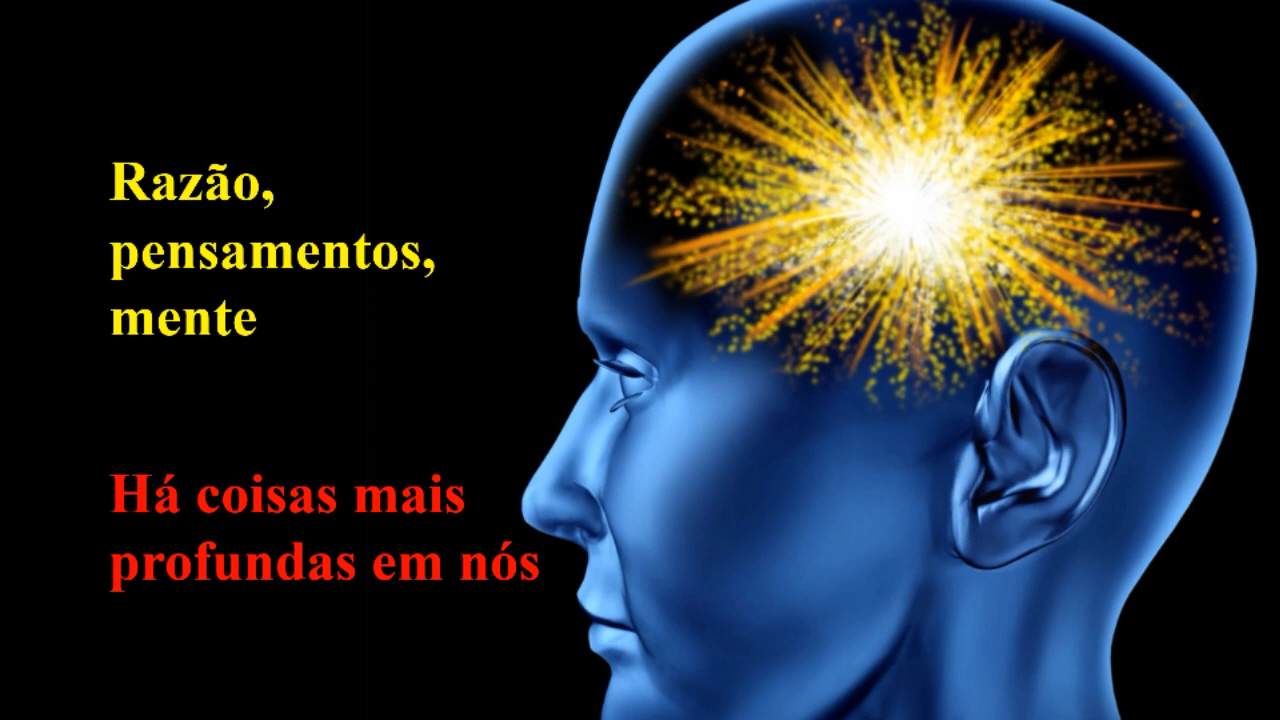 Razão,
pensamentos,
mente
Há coisas mais
profundas em nós